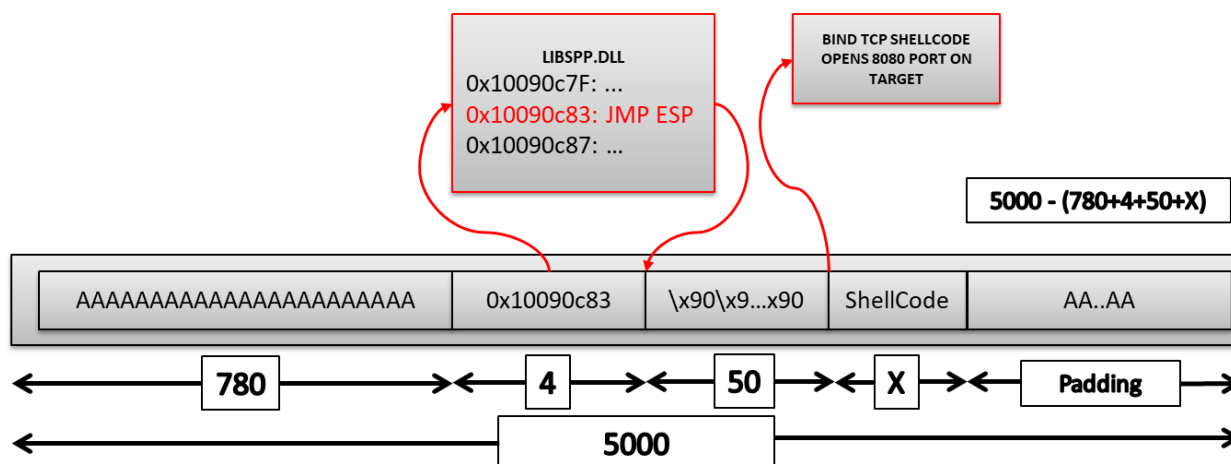 LIBSPP.DLL
0x10090c7F: ...
0x10090c83: JMP ESP
0x10090c87: ...
BIND TCP SHELLCODE
OPENS 8080 PORT ON
TARGET
5000 - (780+4+50+X)
AAAAAAAAAAAAAAAAAAAAAAA
0x10090c83
\x90\x9...x90
ShellCode
AA..AA
780
4
50
X
Padding
5000